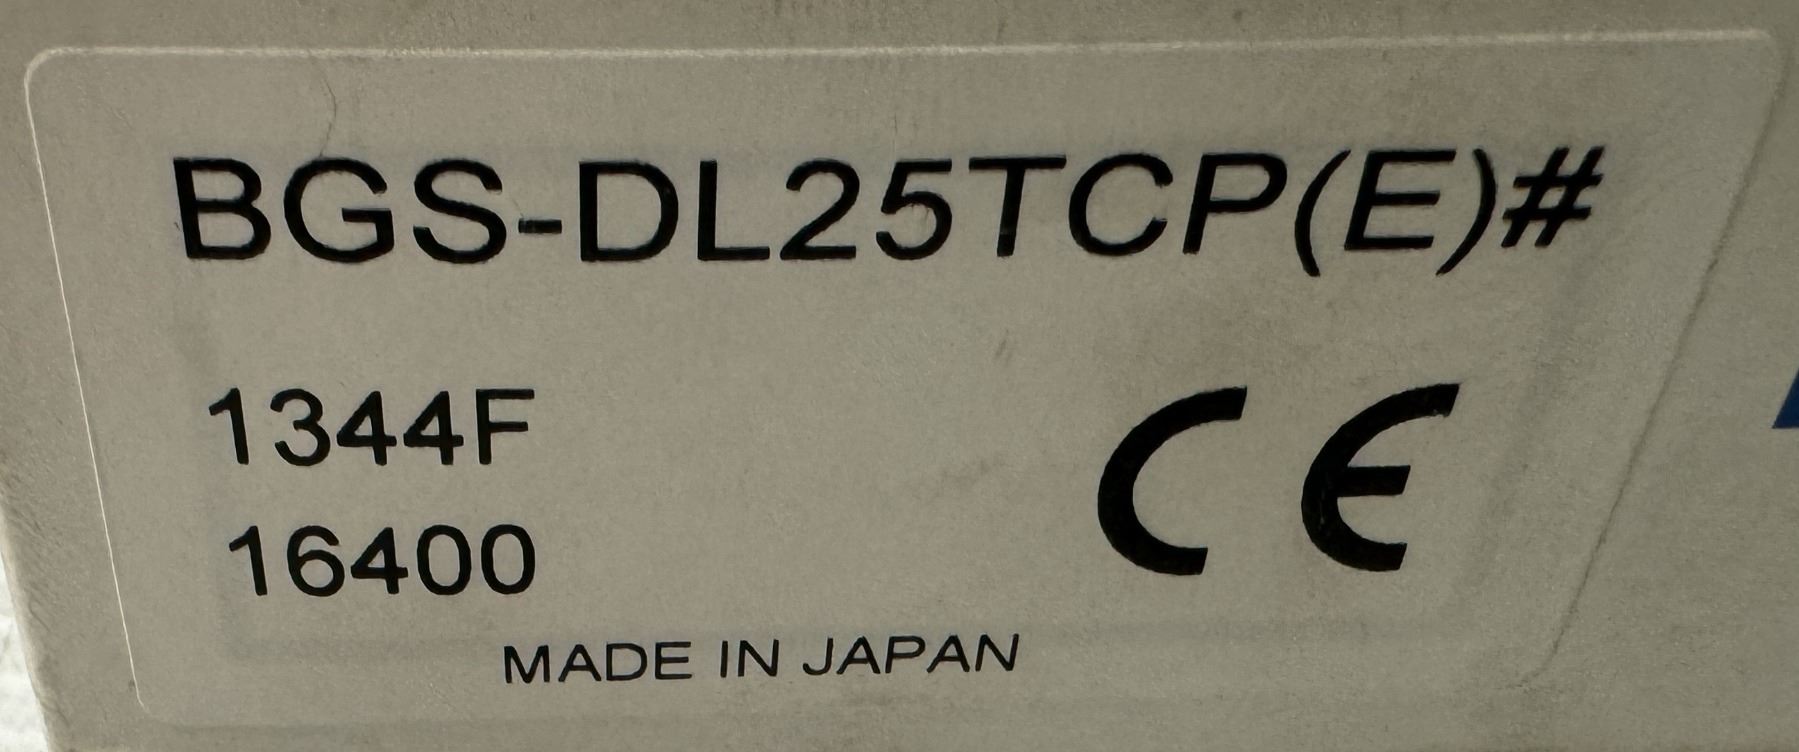 BGS-DL25TCP(E)#
1344F
16400
CE
MADE IN JAPAN